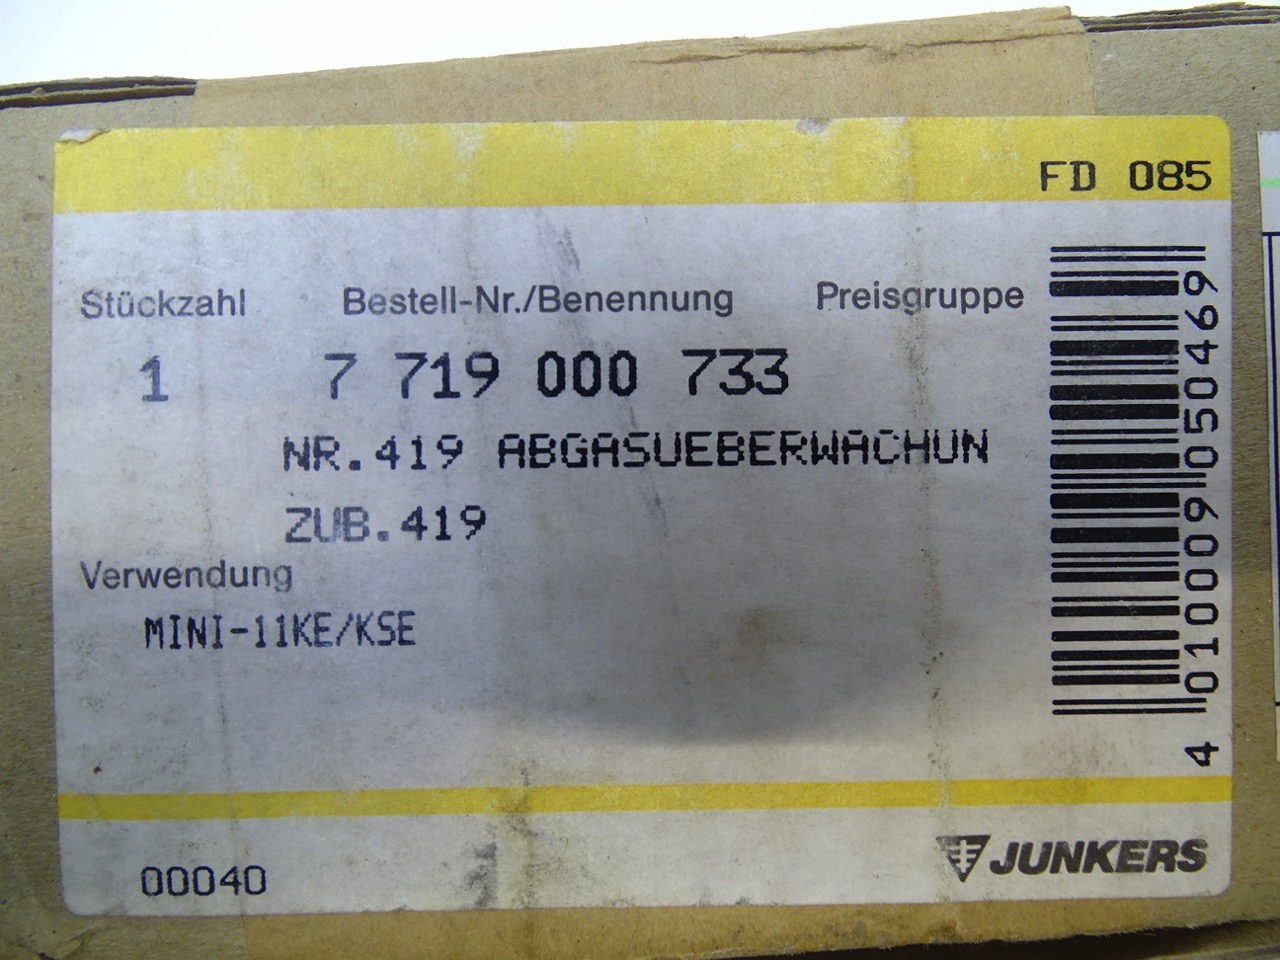 FD 085
Stückzahl Bestell-Nr./Benennung Preisgruppe
1 7 719 000 733
NR.419 ABGASUEBERWACHUN
ZUB.419
Verwendung
MINI-11KE/KSE
4 010009 050469
00040
JUNKERS